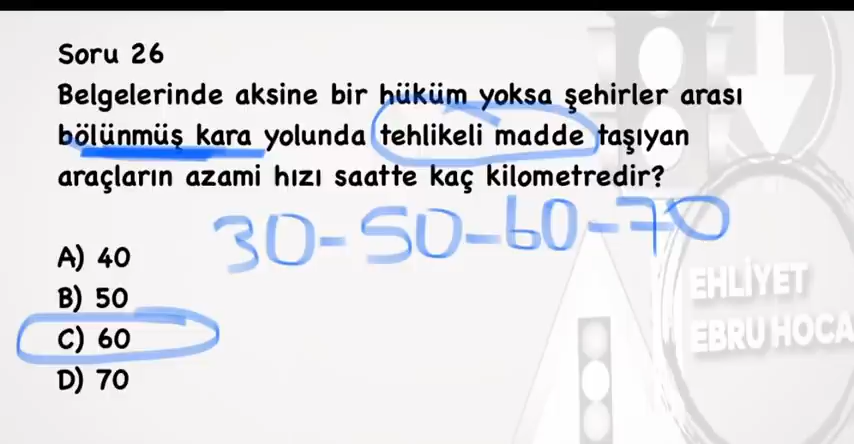 Soru 26
Belgelerinde aksine bir hüküm yoksa şehirler arası
bölünmüş kara yolunda tehlikeli madde taşıyan
araçların azami hızı saatte kaç kilometredir?
30-50-60-70
A) 40
B) 50
C) 60
D) 70
EHLİYET
EBRU HOCA